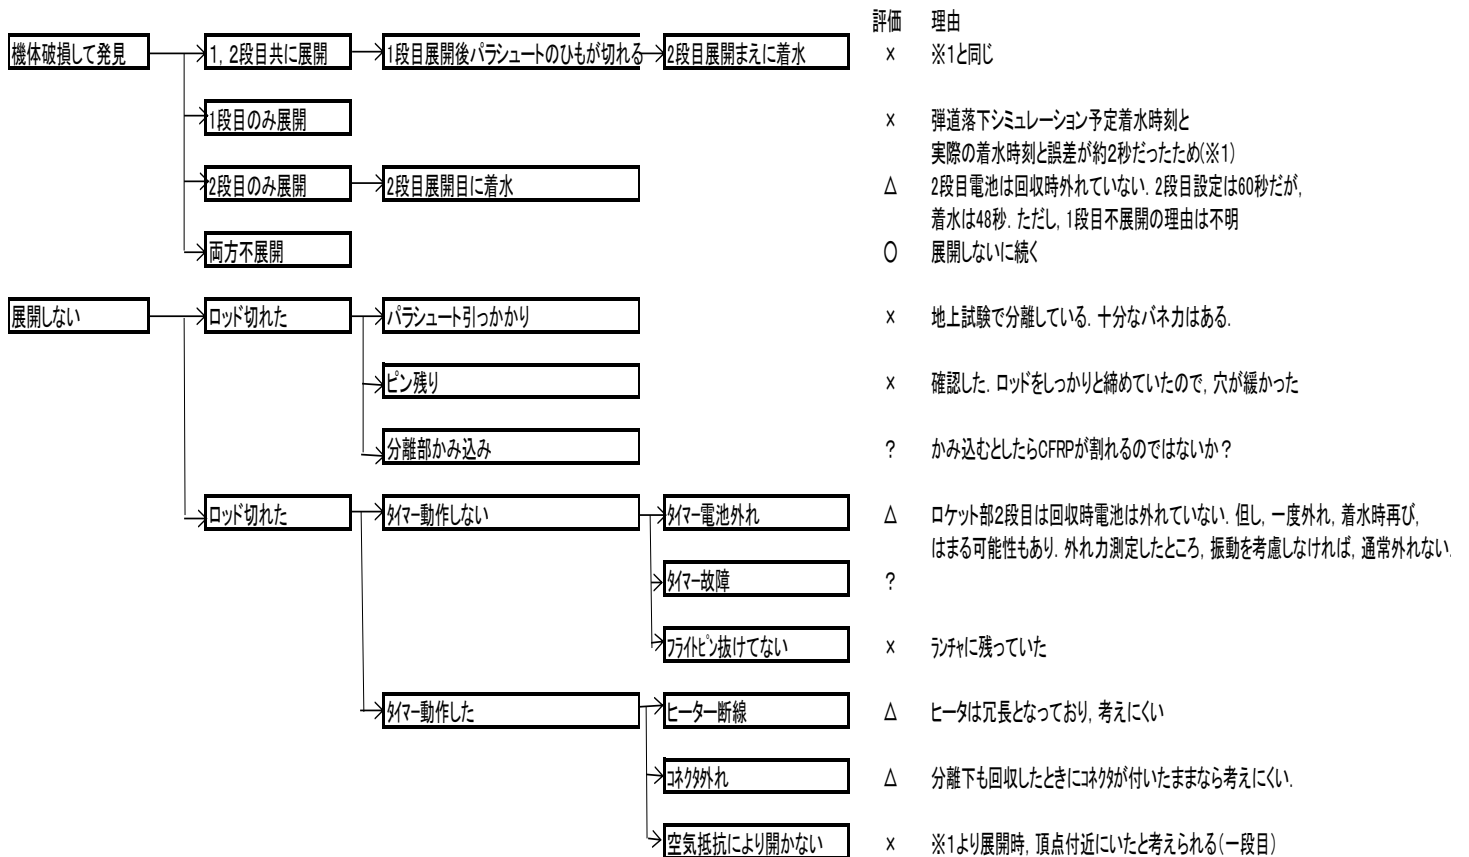 評価 理由
機体破損して発見 1, 2段目共に展開 1段目展開後パラシュートのひもが切れる 2段目展開まえに着水 × ※1と同じ
1段目のみ展開 × 弾道落下シミュレーション予定着水時刻と
実際の着水時刻と誤差が約2秒だったため(※1)
2段目のみ展開 2段目展開目に着水 △ 2段目電池は回収時外れていない. 2段目設定は60秒だが,
着水は48秒. ただし, 1段目不展開の理由は不明
両方不展開 ○ 展開しないに続く
展開しない ロッド切れた パラシュート引っかかり × 地上試験で分離している. 十分なバネ力はある.
ピン残り × 確認した. ロッドをしっかりと締めていたので, 穴が緩かった
分離部かみ込み ? かみ込むとしたらCFRPが割れるのではないか?
ロッド切れた タイマー動作しない タイマー電池外れ △ ロケット部2段目は回収時電池は外れていない. 但し, 一度外れ, 着水時再び,
はまる可能性もあり. 外れ力測定したところ, 振動を考慮しなければ, 通常外れない.
タイマー故障 ?
フライトピン抜けてない × ランチャに残っていた
タイマー動作した ヒーター断線 △ ヒータは冗長となっており, 考えにくい
コネクタ外れ △ 分離下も回収したときにコネクタが付いたままなら考えにくい.
空気抵抗により開かない × ※1より展開時, 頂点付近にいたと考えられる(一段目)